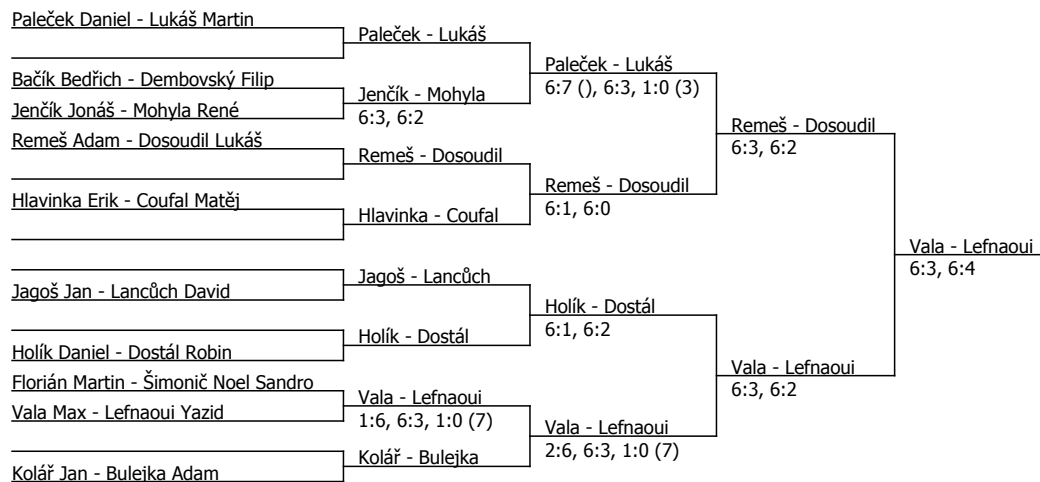 Paleček Daniel - Lukáš Martin
Bačík Bedřich - Dembovský Filip
Jenčík Jonáš - Mohyla René
Remeš Adam - Dosoudil Lukáš
Hlavinka Erik - Coufal Matěj
Jagoš Jan - Lancůch David
Holík Daniel - Dostál Robin
Florián Martin - Šimonič Noel Sandro
Vala Max - Lefnaoui Yazid
Kolář Jan - Bulejka Adam
Paleček - Lukáš
Jenčík - Mohyla
6:3, 6:2
Remeš - Dosoudil
Hlavinka - Coufal
Jagoš - Lancůch
Holík - Dostál
Vala - Lefnaoui
1:6, 6:3, 1:0 (7)
Kolář - Bulejka
Paleček - Lukáš
6:7 (), 6:3, 1:0 (3)
Remeš - Dosoudil
6:1, 6:0
Holík - Dostál
6:1, 6:2
Vala - Lefnaoui
2:6, 6:3, 1:0 (7)
Remeš - Dosoudil
6:3, 6:2
Vala - Lefnaoui
6:3, 6:2
Vala - Lefnaoui
6:3, 6:4